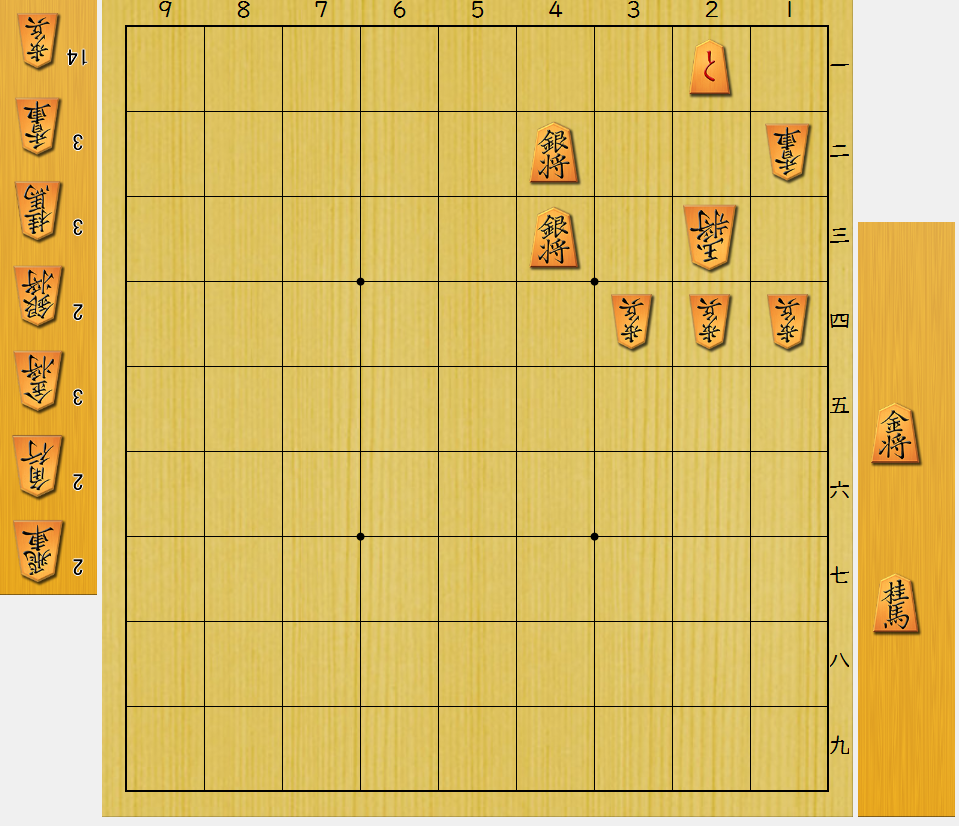 9 8 7 6 5 4 3 2 1
一
二
三
四
五
六
七
八
九
と
銀将
香車
銀将
玉将
歩兵
歩兵
歩兵
歩兵 14
香車 3
桂馬 3
銀将 2
金将 3
角行 2
飛車 2
金将
桂馬